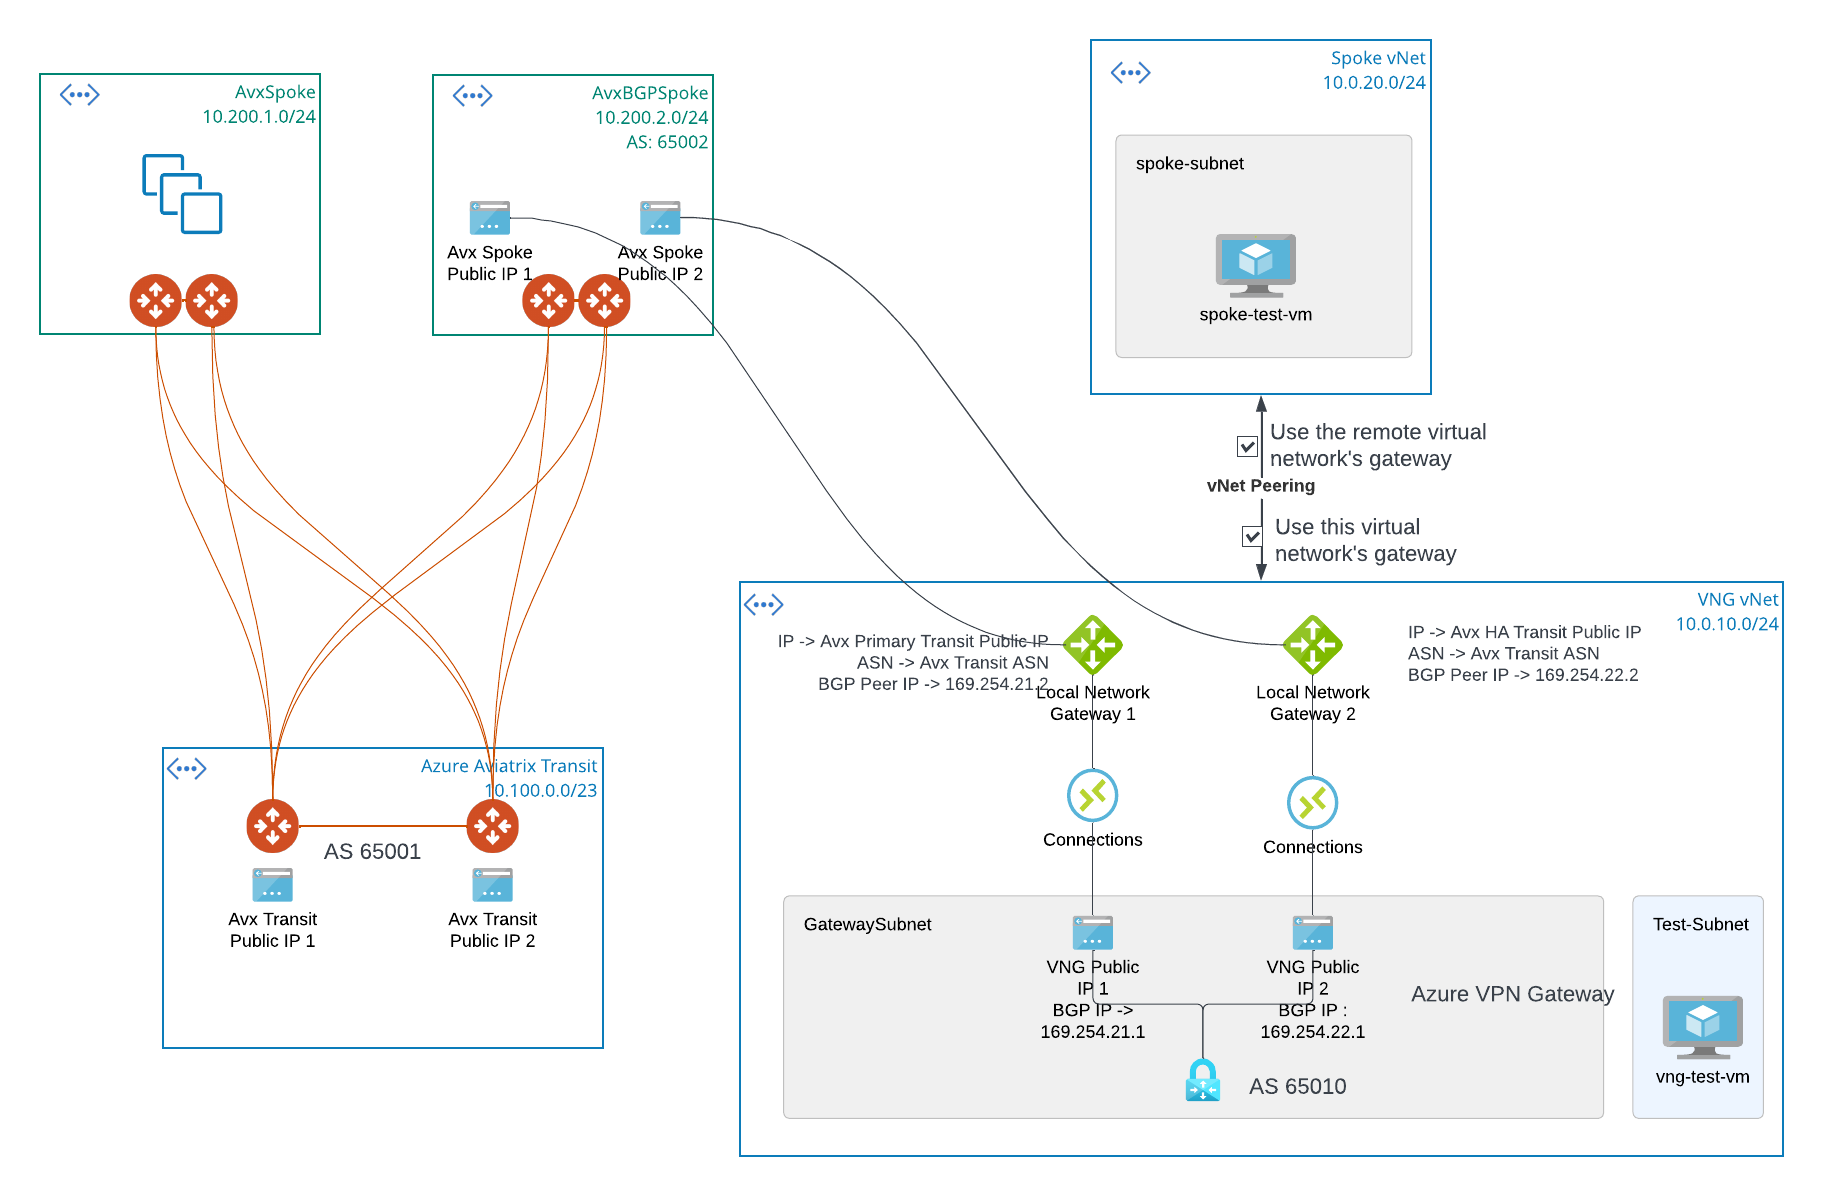 AvxSpoke
10.200.1.0/24
AvxBGPSpoke
10.200.2.0/24
AS: 65002
Avx Spoke
Public IP 1
Avx Spoke
Public IP 2
Spoke vNet
10.0.20.0/24
spoke-subnet
spoke-test-vm
Use the remote virtual
network's gateway
vNet Peering
Use this virtual
network's gateway
VNG vNet
10.0.10.0/24
IP -> Avx Primary Transit Public IP
ASN -> Avx Transit ASN
BGP Peer IP -> 169.254.21.2
Local Network
Gateway 1
Local Network
Gateway 2
IP -> Avx HA Transit Public IP
ASN -> Avx Transit ASN
BGP Peer IP -> 169.254.22.2
Connections
Connections
Azure Aviatrix Transit
10.100.0.0/23
AS 65001
Avx Transit
Public IP 1
Avx Transit
Public IP 2
GatewaySubnet
VNG Public
IP 1
BGP IP ->
169.254.21.1
VNG Public
IP 2
BGP IP :
169.254.22.1
Azure VPN Gateway
AS 65010
Test-Subnet
vng-test-vm